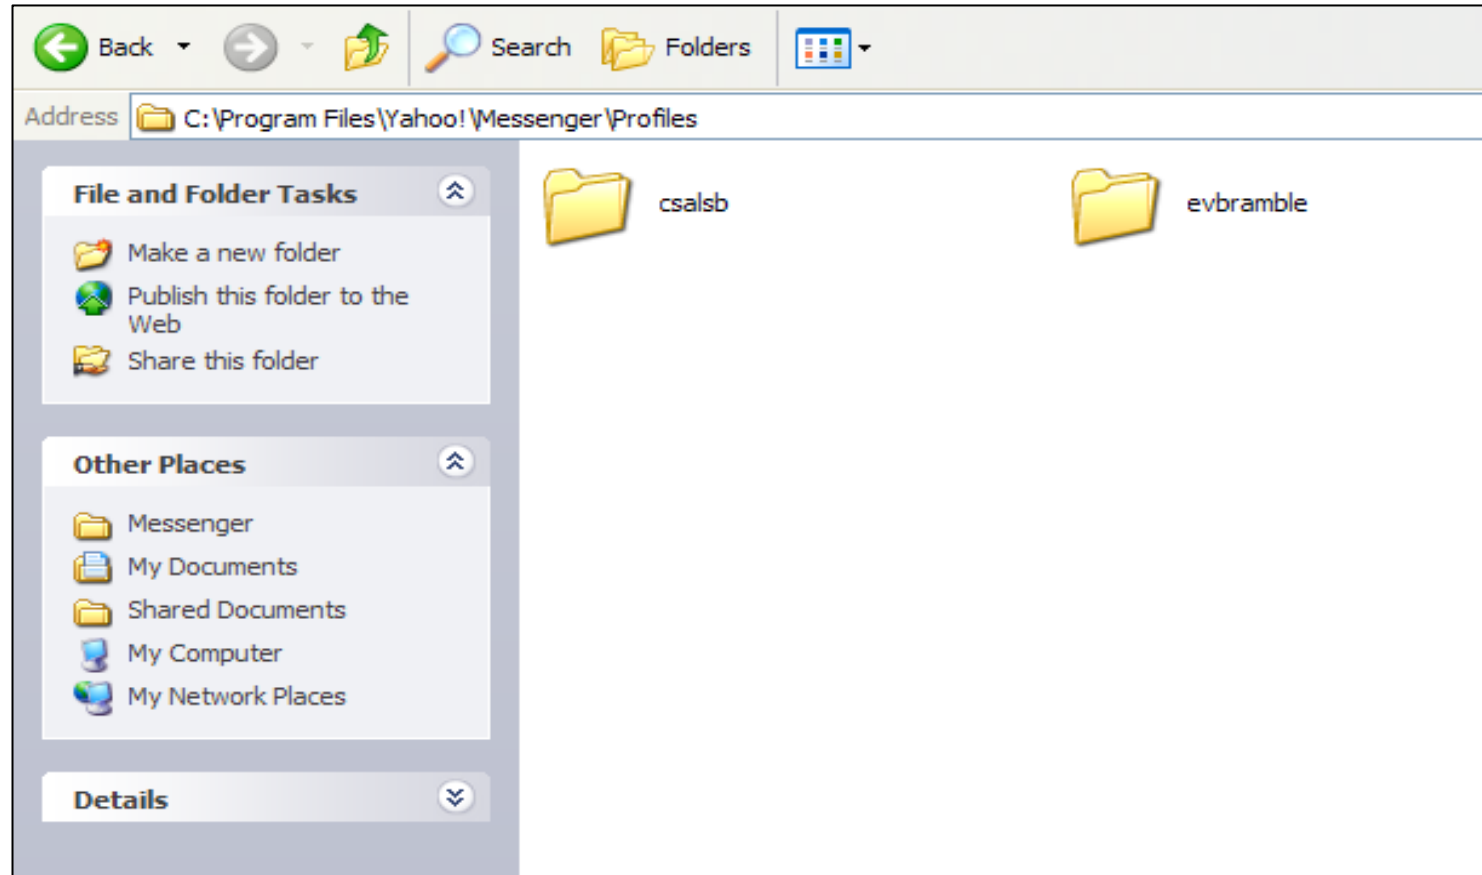 Back Search Folders
Address C:\Program Files\Yahoo!\Messenger\Profiles
File and Folder Tasks
Make a new folder
Publish this folder to the
Web
Share this folder
Other Places
Messenger
My Documents
Shared Documents
My Computer
My Network Places
Details
csalsb evbramble